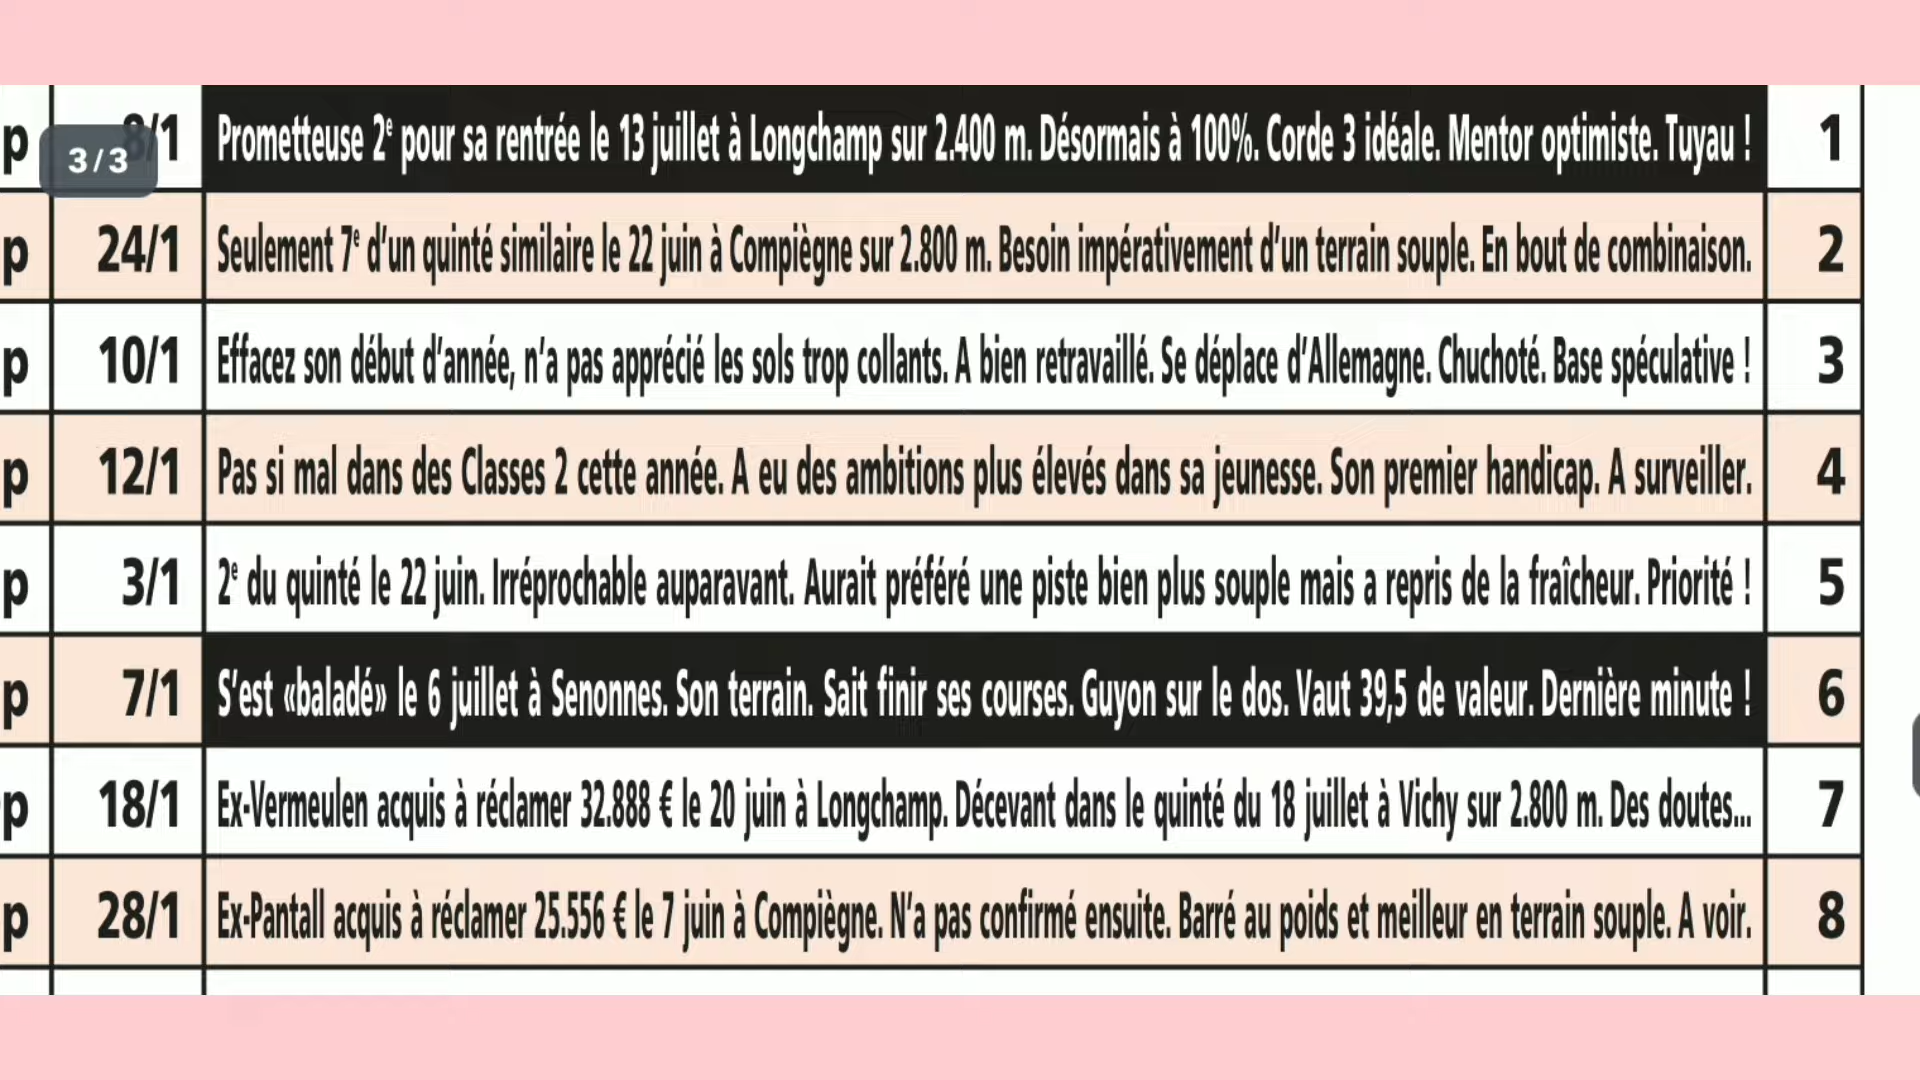 p 8/1 Prometteuse 2e pour sa rentrée le 13 juillet à Longchamp sur 2.400 m. Désormais à 100%. Corde 3 idéale. Mentor optimiste. Tuyau ! 1
3/3
p 24/1 Seulement 7e d’un quinté similaire le 22 juin à Compiègne sur 2.800 m. Besoin impérativement d’un terrain souple. En bout de combinaison. 2
p 10/1 Effacez son début d’année, n’a pas apprécié les sols trop collants. A bien retravaillé. Se déplace d’Allemagne. Chuchoté. Base spéculative ! 3
p 12/1 Pas si mal dans des Classes 2 cette année. A eu des ambitions plus élevés dans sa jeunesse. Son premier handicap. A surveiller. 4
p 3/1 2e du quinté le 22 juin. Irréprochable auparavant. Aurait préféré une piste bien plus souple mais a repris de la fraîcheur. Priorité ! 5
p 7/1 S’est «baladé» le 6 juillet à Senonnes. Son terrain. Sait finir ses courses. Guyon sur le dos. Vaut 39,5 de valeur. Dernière minute ! 6
p 18/1 Ex-Vermeulen acquis à réclamer 32.888 € le 20 juin à Longchamp. Décevant dans le quinté du 18 juillet à Vichy sur 2.800 m. Des doutes... 7
p 28/1 Ex-Pantall acquis à réclamer 25.556 € le 7 juin à Compiègne. N’a pas confirmé ensuite. Barré au poids et meilleur en terrain souple. A voir. 8